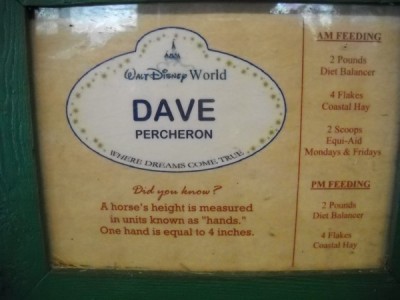 Walt Disney World
DAVE
PERCHERON
WHERE DREAMS COME TRUE
Did you know?
A horse's height is measured
in units known as "hands."
One hand is equal to 4 inches.
AM FEEDING
2 Pounds
Diet Balancer
4 Flakes
Coastal Hay
2 Scoops
Equi-Aid
Mondays & Fridays
PM FEEDING
2 Pounds
Diet Balancer
4 Flakes
Coastal Hay